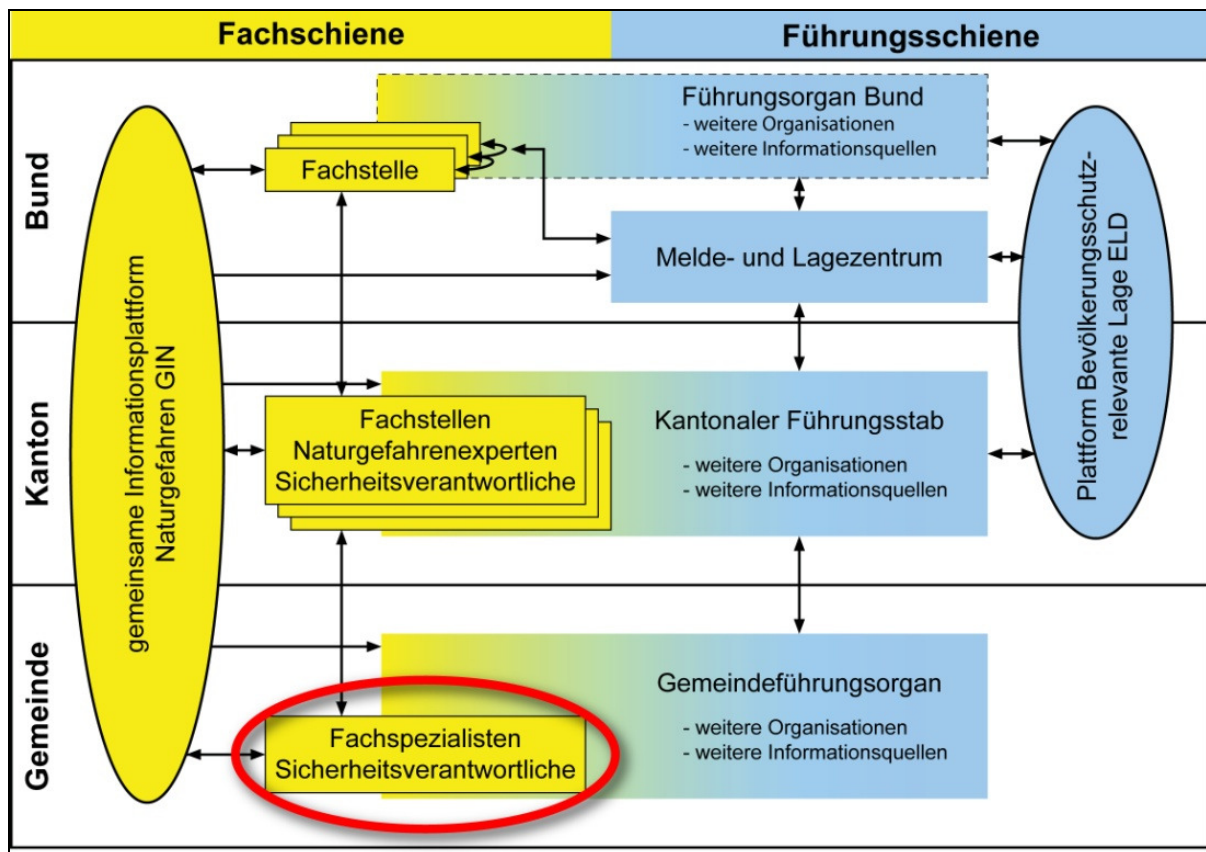 Fachschiene
Führungsschiene
Bund
Führungsorgan Bund
- weitere Organisationen
- weitere Informationsquellen
Fachstelle
Melde- und Lagezentrum
gemeinsame Informationsplattform
Naturgefahren GIN
Plattform Bevölkerungsschutz-
relevante Lage ELD
Kanton
Fachstellen
Naturgefahrenexperten
Sicherheitsverantwortliche
Kantonaler Führungsstab
- weitere Organisationen
- weitere Informationsquellen
Gemeinde
Gemeindeführungsorgan
- weitere Organisationen
- weitere Informationsquellen
Fachspezialisten
Sicherheitsverantwortliche